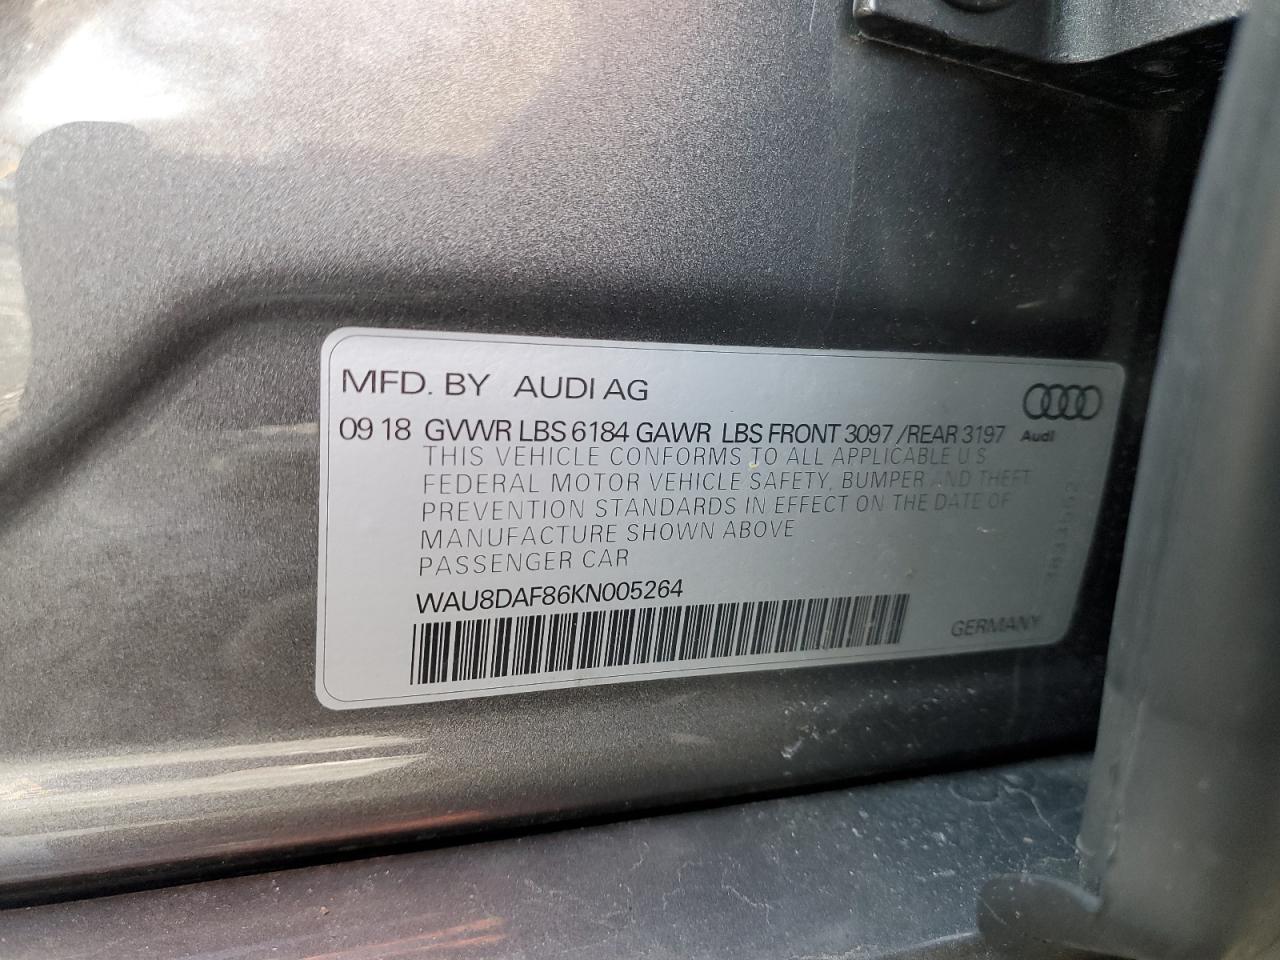 MFD. BY AUDI AG
09 18 GVWR LBS 6184 GAWR LBS FRONT 3097 /REAR 3197
Audi
THIS VEHICLE CONFORMS TO ALL APPLICABLE U S
FEDERAL MOTOR VEHICLE SAFETY, BUMPER AND THEFT
PREVENTION STANDARDS IN EFFECT ON THE DATE OF
MANUFACTURE SHOWN ABOVE
PASSENGER CAR
WAU8DAF86KN005264
GERMANY